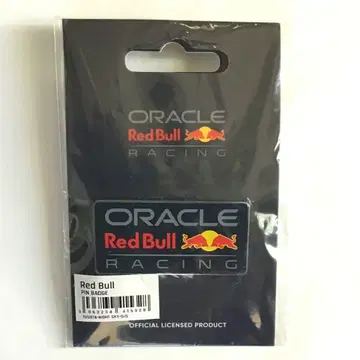 ORACLE
Red Bull
RACING
ORACLE
Red Bull
RACING
Red Bull
PIN BADGE
OFFICIAL LICENSED PRODUCT